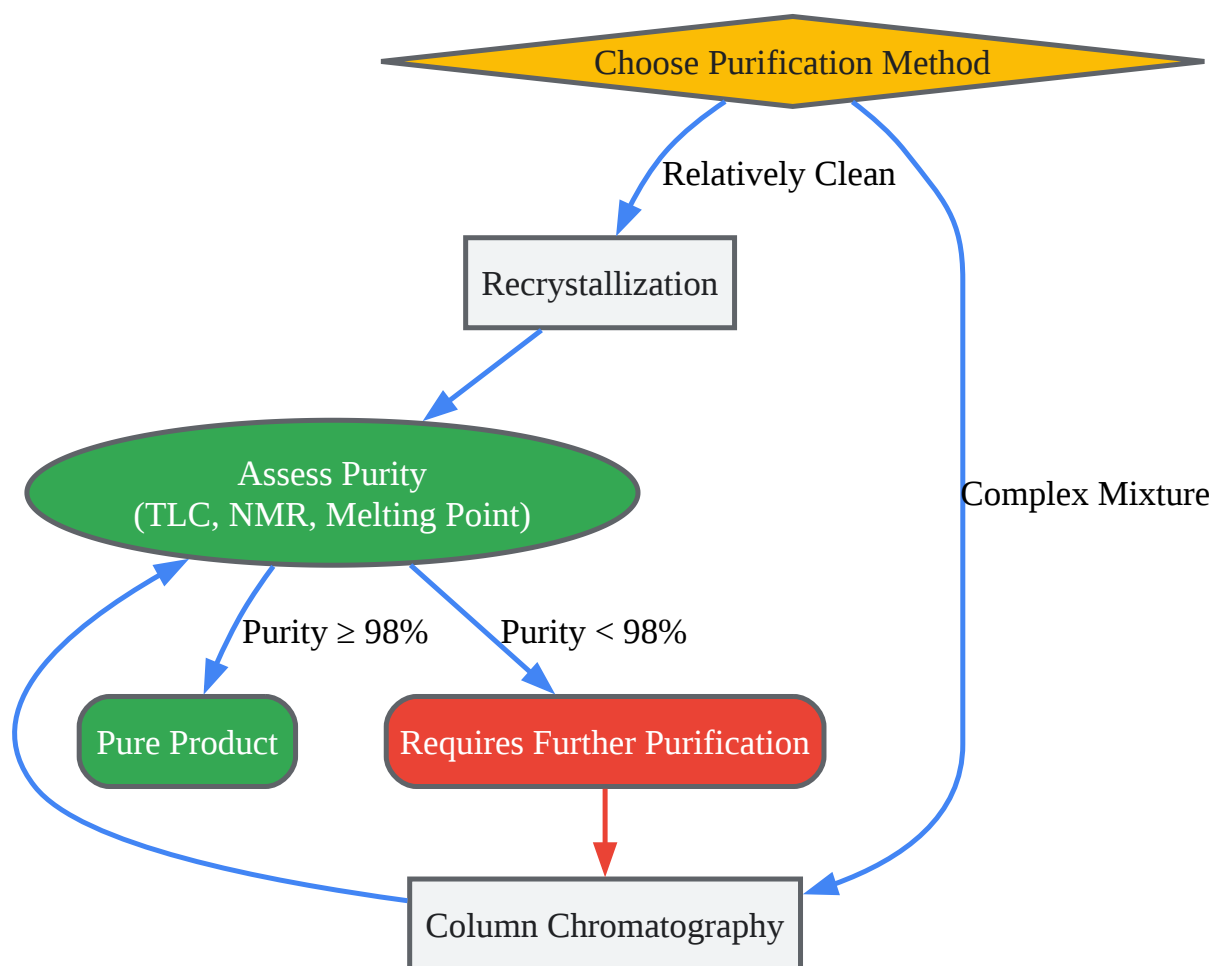 Choose Purification Method
Relatively Clean
Recrystallization
Assess Purity
(TLC, NMR, Melting Point)
Complex Mixture
Purity ≥ 98%
Purity < 98%
Pure Product
Requires Further Purification
Column Chromatography